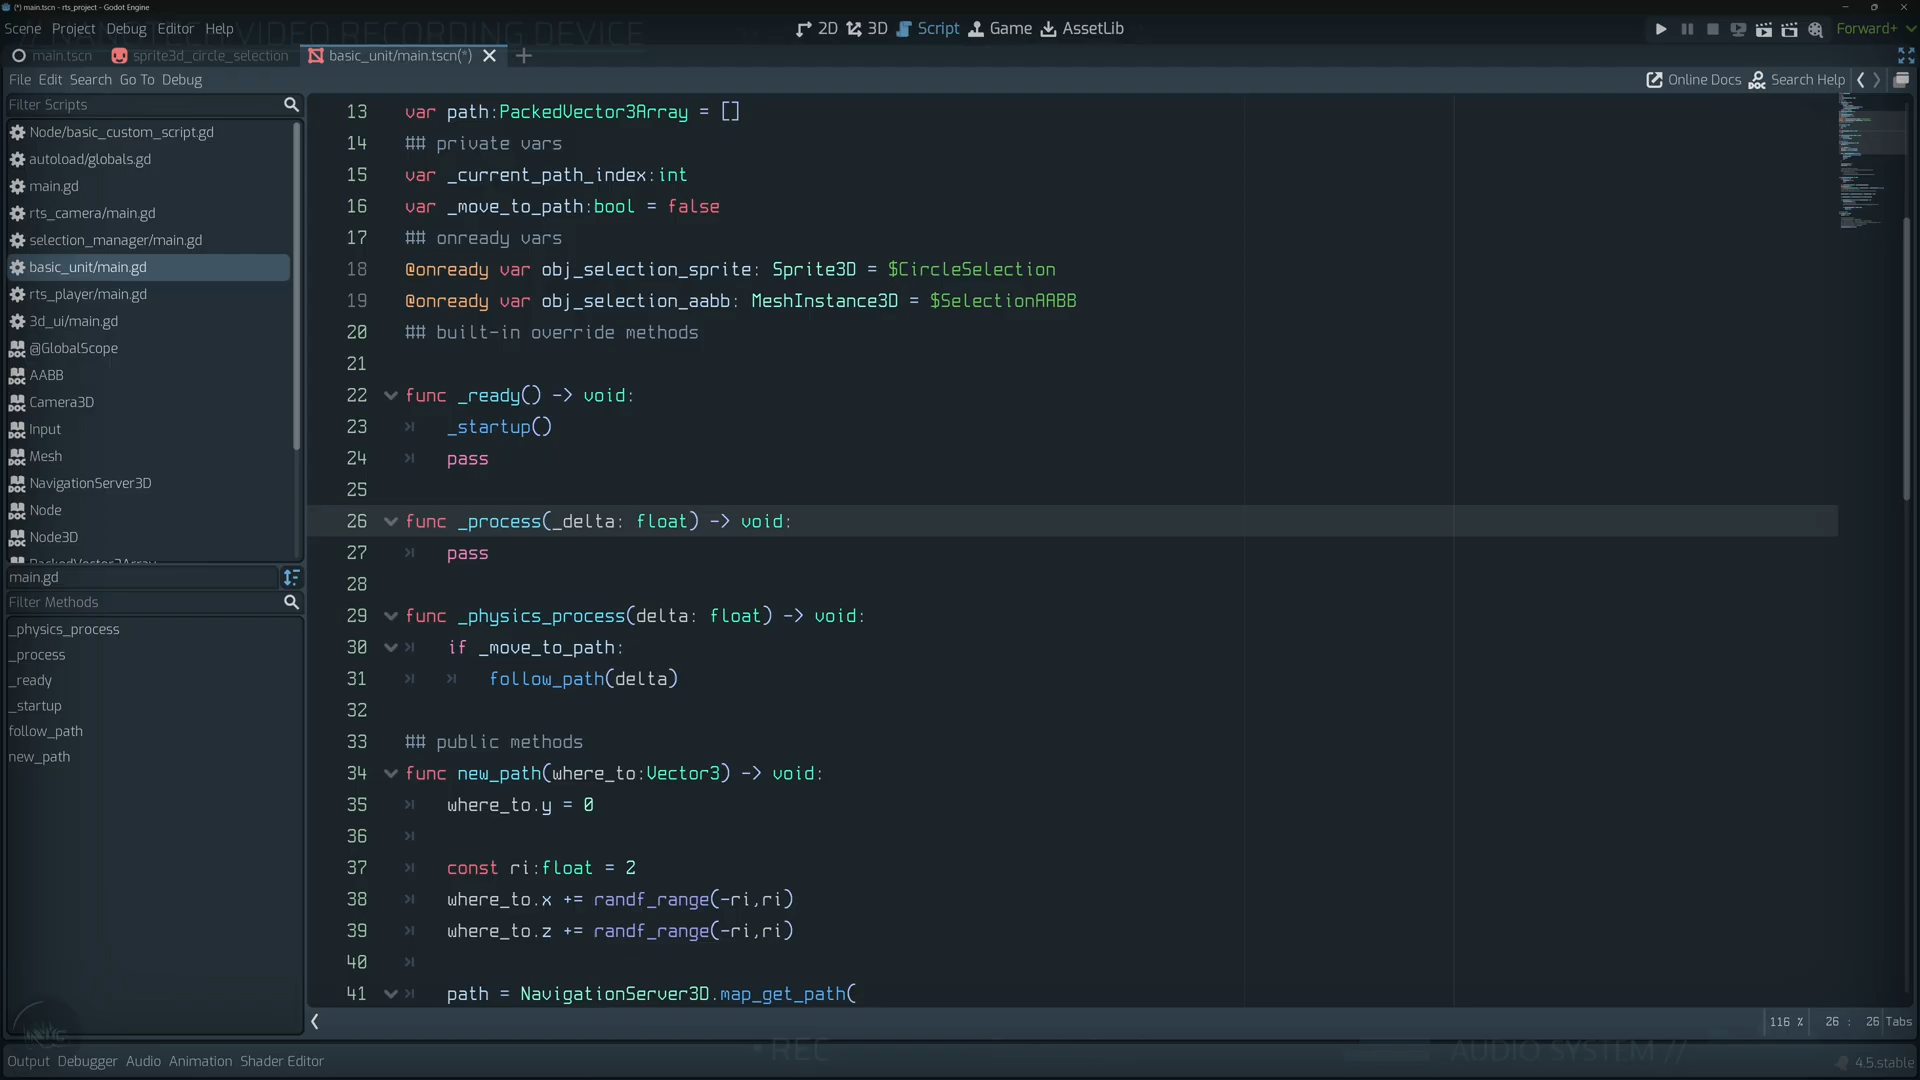 (*) main.tscn - rts_project - Godot Engine
Scene Project Debug Editor Help
2D 3D Script Game AssetLib
Forward+
main.tscn sprite3d_circle_selection basic_unit/main.tscn(*)
File Edit Search Go To Debug
Online Docs Search Help
Filter Scripts
Node/basic_custom_script.gd
autoload/globals.gd
main.gd
rts_camera/main.gd
selection_manager/main.gd
basic_unit/main.gd
rts_player/main.gd
3d_ui/main.gd
@GlobalScope
AABB
Camera3D
Input
Mesh
NavigationServer3D
Node
Node3D
PackedVector3Array
main.gd
Filter Methods
_physics_process
_process
_ready
_startup
follow_path
new_path
13 var path:PackedVector3Array = []
14 ## private vars
15 var _current_path_index:int
16 var _move_to_path:bool = false
17 ## onready vars
18 @onready var obj_selection_sprite: Sprite3D = $CircleSelection
19 @onready var obj_selection_aabb: MeshInstance3D = $SelectionAABB
20 ## built-in override methods
21
22 func _ready() -> void:
23 _startup()
24 pass
25
26 func _process(_delta: float) -> void:
27 pass
28
29 func _physics_process(delta: float) -> void:
30 if _move_to_path:
31 follow_path(delta)
32
33 ## public methods
34 func new_path(where_to:Vector3) -> void:
35 where_to.y = 0
36
37 const ri:float = 2
38 where_to.x += randf_range(-ri,ri)
39 where_to.z += randf_range(-ri,ri)
40
41 path = NavigationServer3D.map_get_path(
116 % 26 : 26 Tabs
REC
AUDIO SYSTEM //
Output Debugger Audio Animation Shader Editor
4.5.stable